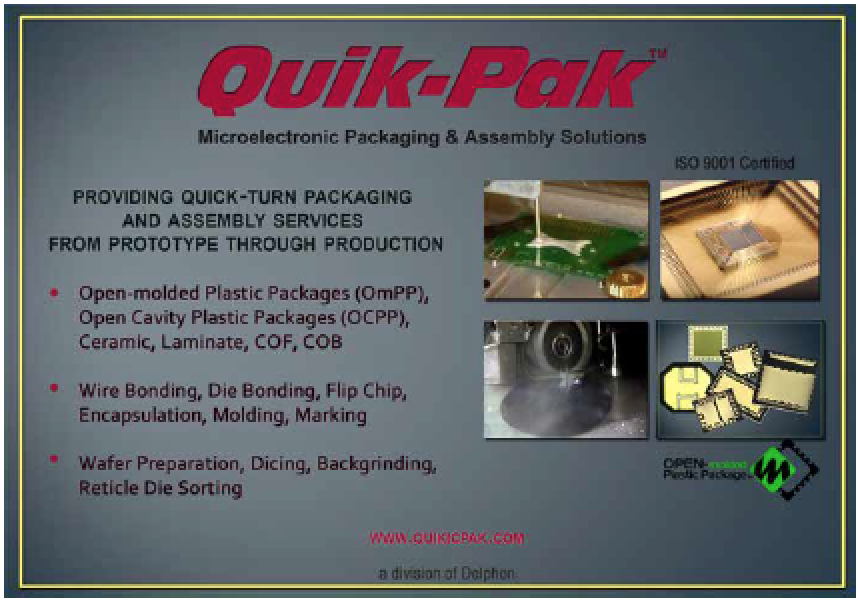 Quik-Pak™
Microelectronic Packaging & Assembly Solutions
ISO 9001 Certified
PROVIDING QUICK-TURN PACKAGING
AND ASSEMBLY SERVICES
FROM PROTOTYPE THROUGH PRODUCTION
• Open-molded Plastic Packages (OmPP),
Open Cavity Plastic Packages (OCPP),
Ceramic, Laminate, COF, COB
• Wire Bonding, Die Bonding, Flip Chip,
Encapsulation, Molding, Marking
• Wafer Preparation, Dicing, Backgrinding,
Reticle Die Sorting
OPEN-molded
Plastic Package
WWW.QUIKICPAK.COM
a division of Delphon